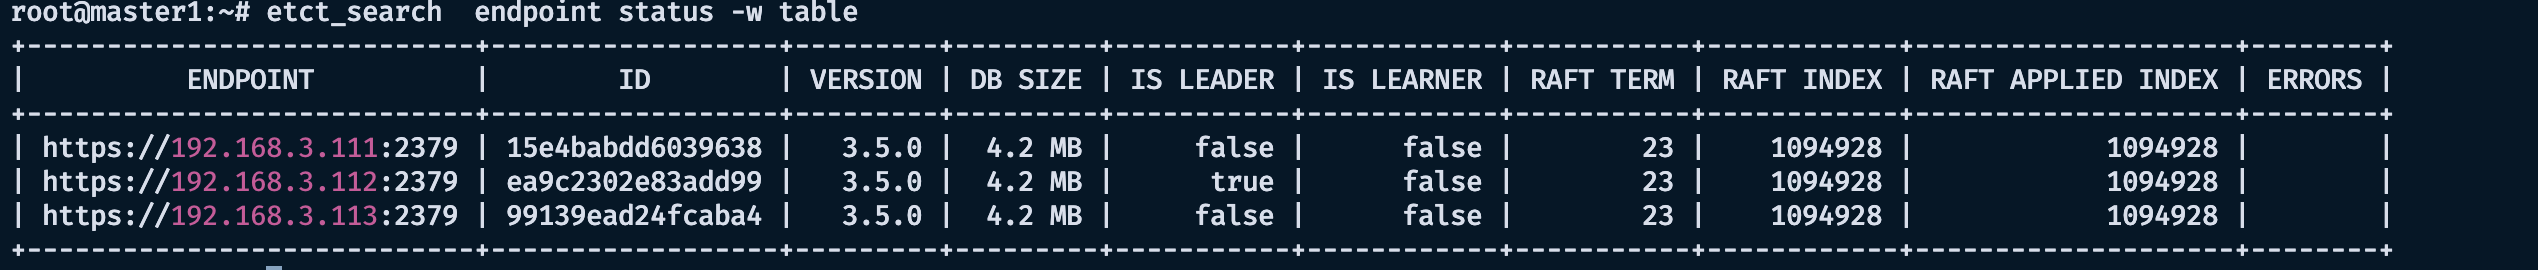 root@master1:~# etct_search  endpoint status -w table
+----------------------------+------------------+---------+---------+-----------+------------+-----------+------------+--------------------+--------+
|          ENDPOINT          |        ID        | VERSION | DB SIZE | IS LEADER | IS LEARNER | RAFT TERM | RAFT INDEX | RAFT APPLIED INDEX | ERRORS |
+----------------------------+------------------+---------+---------+-----------+------------+-----------+------------+--------------------+--------+
| https://192.168.3.111:2379 | 15e4babdd6039638 |   3.5.0 |  4.2 MB |     false |      false |        23 |    1094928 |            1094928 |        |
| https://192.168.3.112:2379 | ea9c2302e83add99 |   3.5.0 |  4.2 MB |      true |      false |        23 |    1094928 |            1094928 |        |
| https://192.168.3.113:2379 | 99139ead24fcaba4 |   3.5.0 |  4.2 MB |     false |      false |        23 |    1094928 |            1094928 |        |
+----------------------------+------------------+---------+---------+-----------+------------+-----------+------------+--------------------+--------+